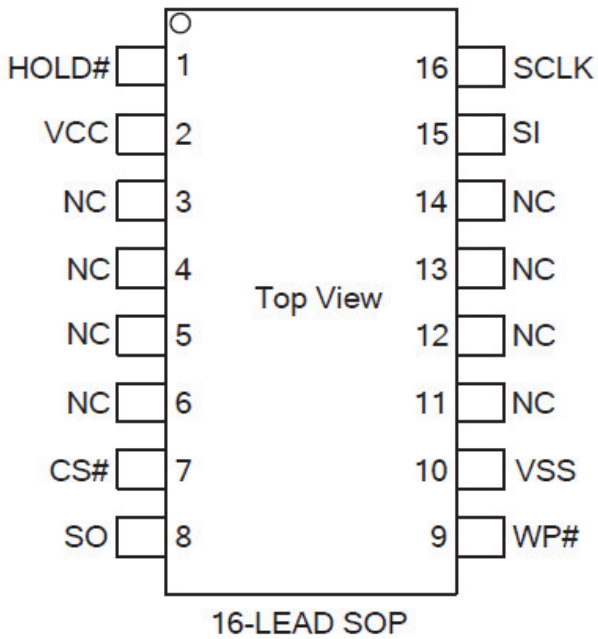 HOLD# 1 16 SCLK
VCC 2 15 SI
NC 3 14 NC
NC 4 13 NC
Top View
NC 5 12 NC
NC 6 11 NC
CS# 7 10 VSS
SO 8 9 WP#
16-LEAD SOP